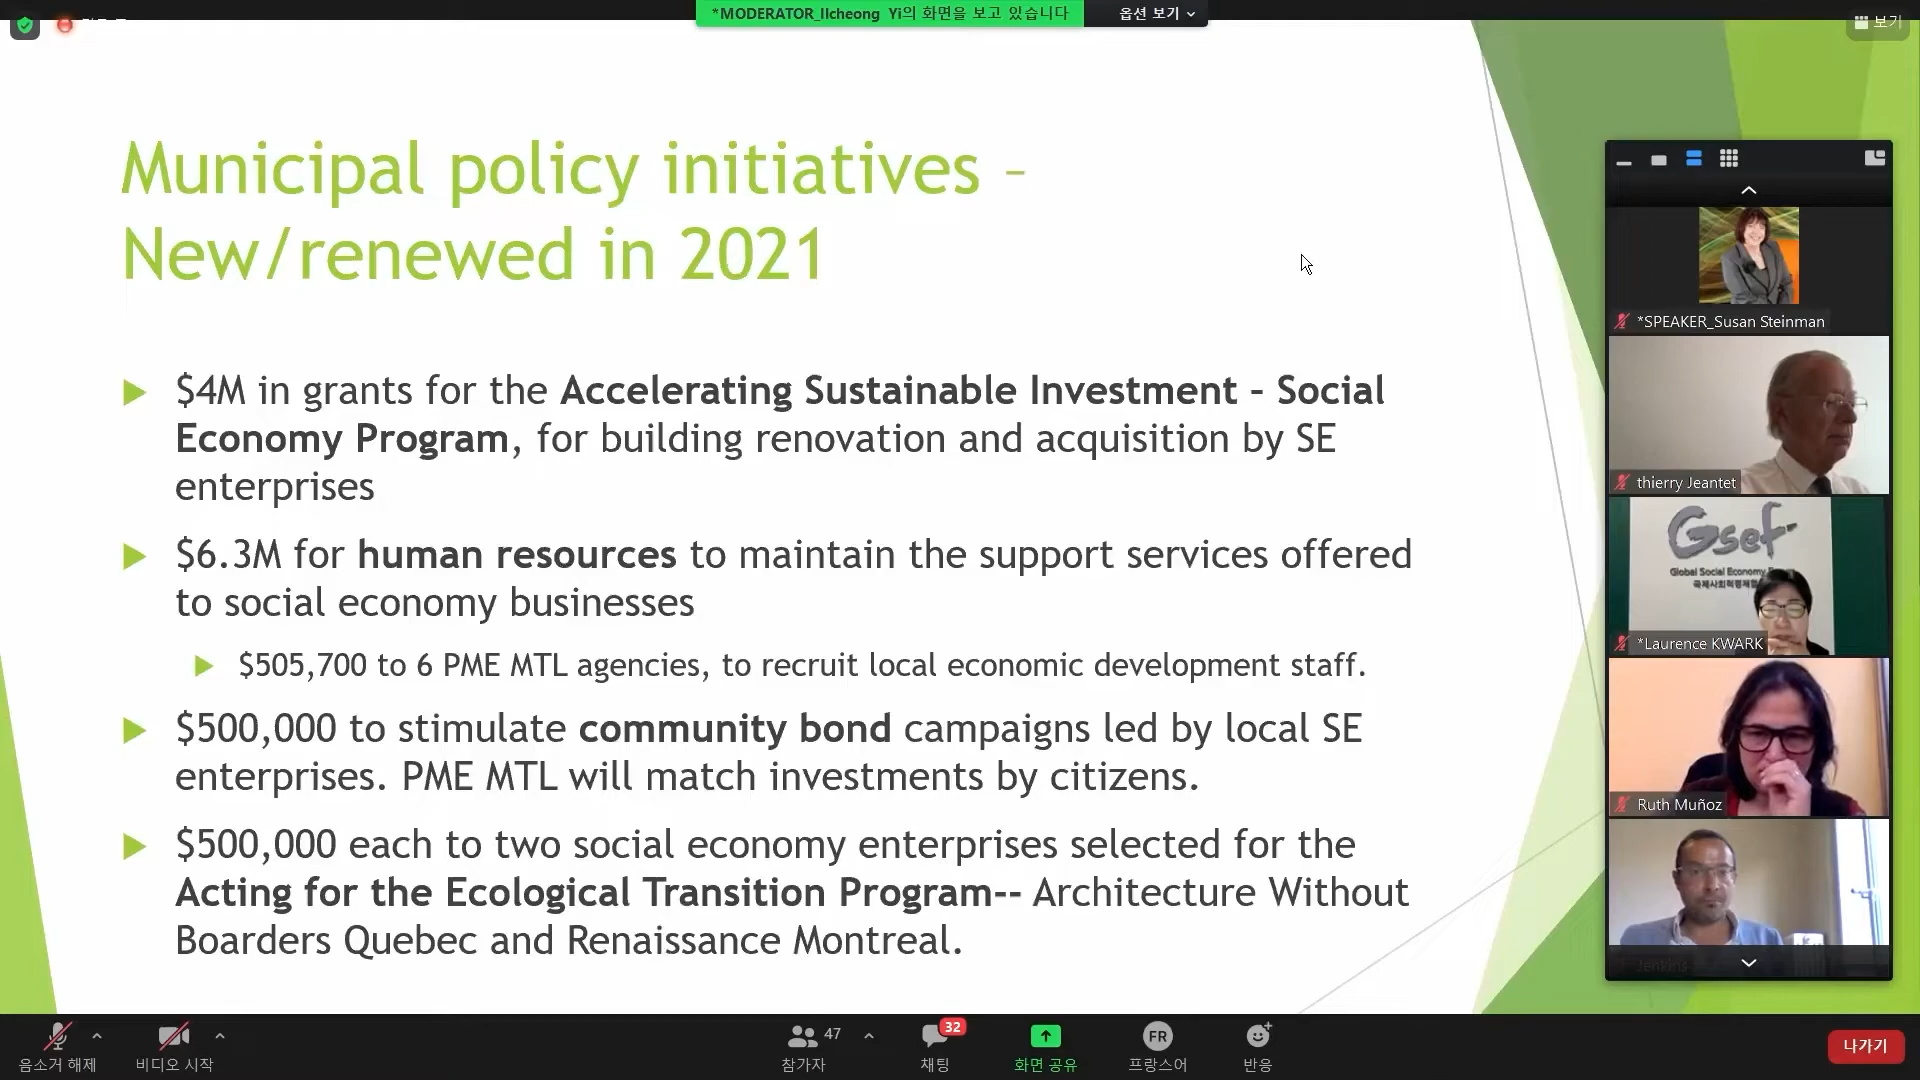 *MODERATOR_Ilcheong Yi의 화면을 보고 있습니다
옵션 보기
보기
Municipal policy initiatives –
New/renewed in 2021
$4M in grants for the Accelerating Sustainable Investment – Social
Economy Program, for building renovation and acquisition by SE
enterprises
$6.3M for human resources to maintain the support services offered
to social economy businesses
$505,700 to 6 PME MTL agencies, to recruit local economic development staff.
$500,000 to stimulate community bond campaigns led by local SE
enterprises. PME MTL will match investments by citizens.
$500,000 each to two social economy enterprises selected for the
Acting for the Ecological Transition Program-- Architecture Without
Boarders Quebec and Renaissance Montreal.
*SPEAKER_Susan Steinman
thierry Jeantet
Gsef
Global Social Economy
*Laurence KWARK
Ruth Muñoz
Jenkins
음소거 해제
비디오 시작
47
참가자
32
채팅
화면 공유
FR
프랑스어
반응
나가기